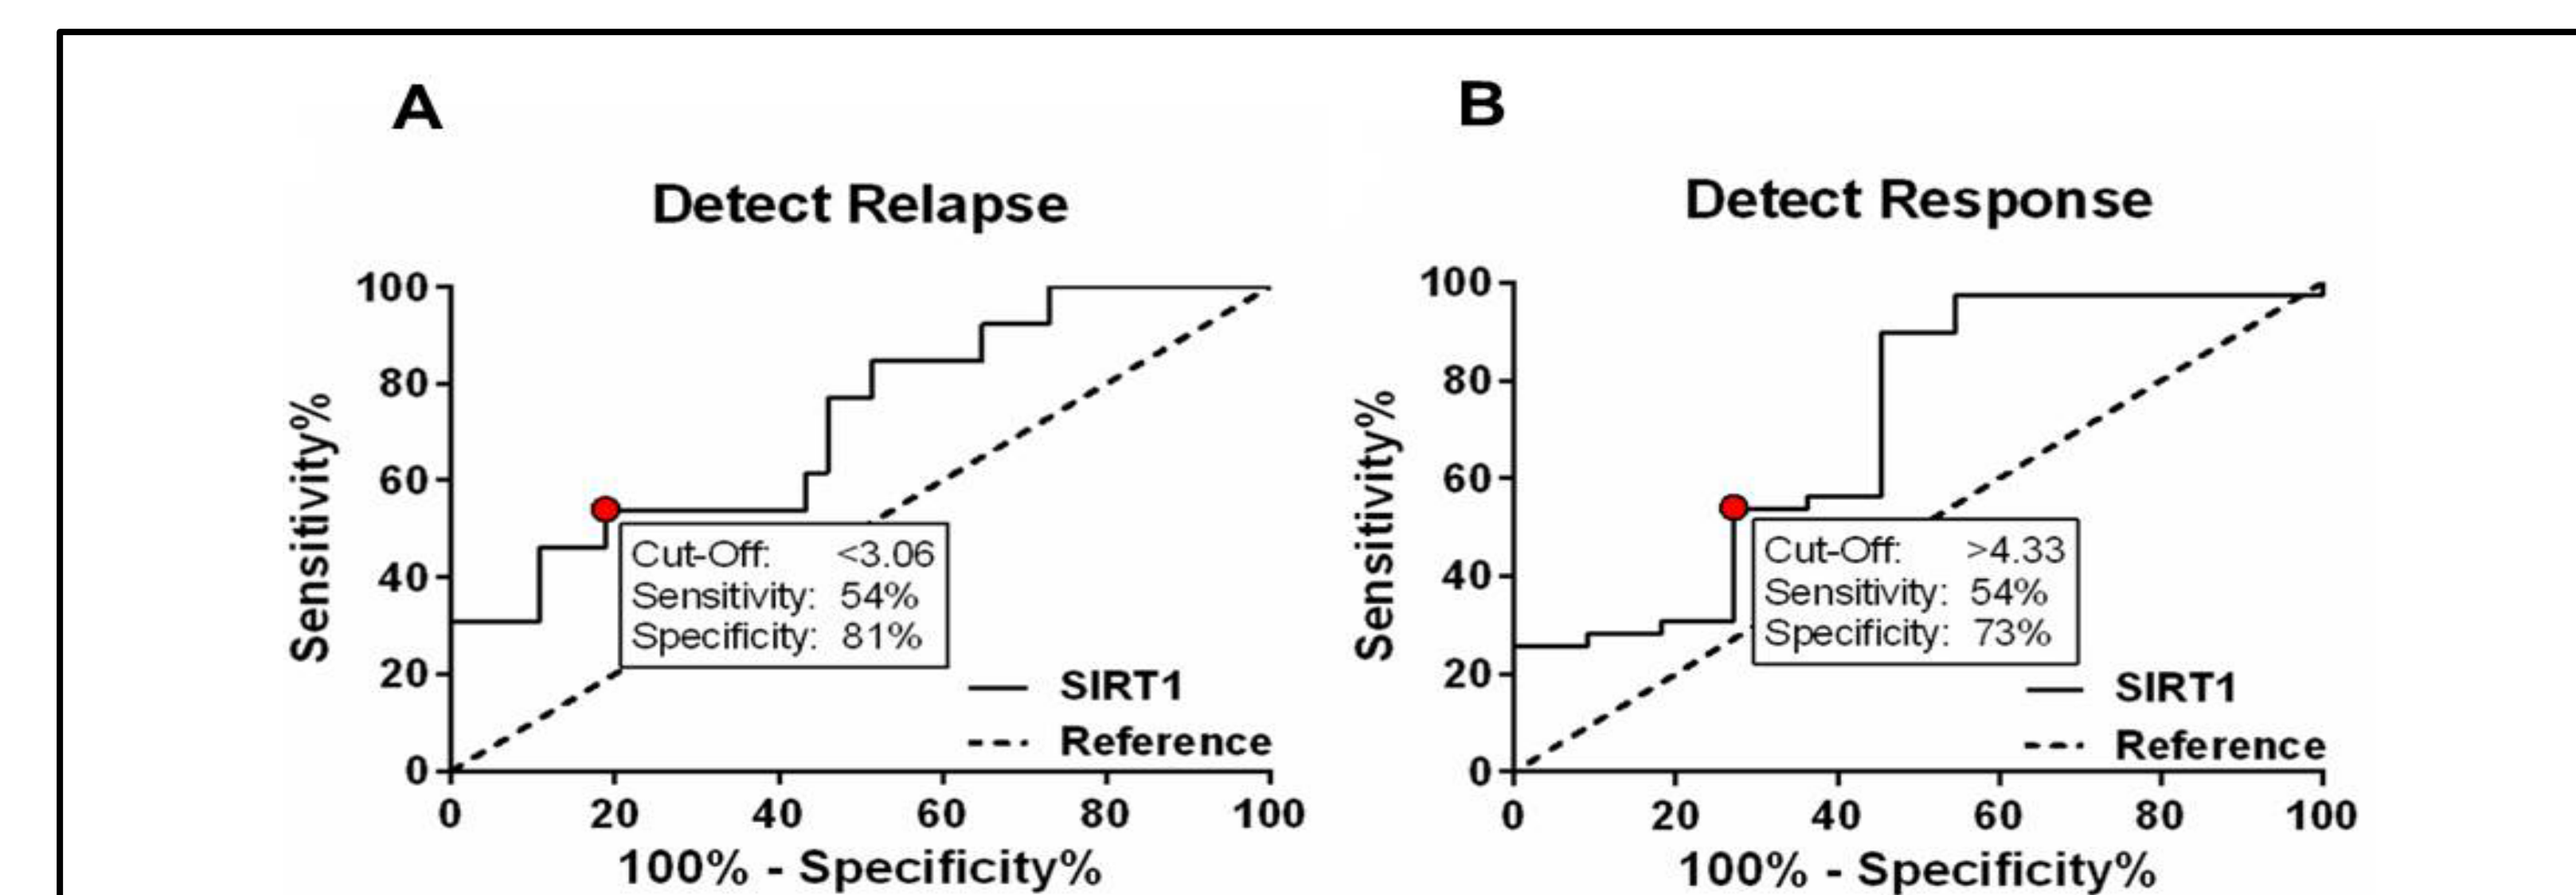 A
Detect Relapse
Sensitivity%
100
80
60
40
20
0
Cut-Off: <3.06
Sensitivity: 54%
Specificity: 81%
SIRT1
Reference
0 20 40 60 80 100
100% - Specificity%
B
Detect Response
Sensitivity%
100
80
60
40
20
0
Cut-Off: >4.33
Sensitivity: 54%
Specificity: 73%
SIRT1
Reference
0 20 40 60 80 100
100% - Specificity%